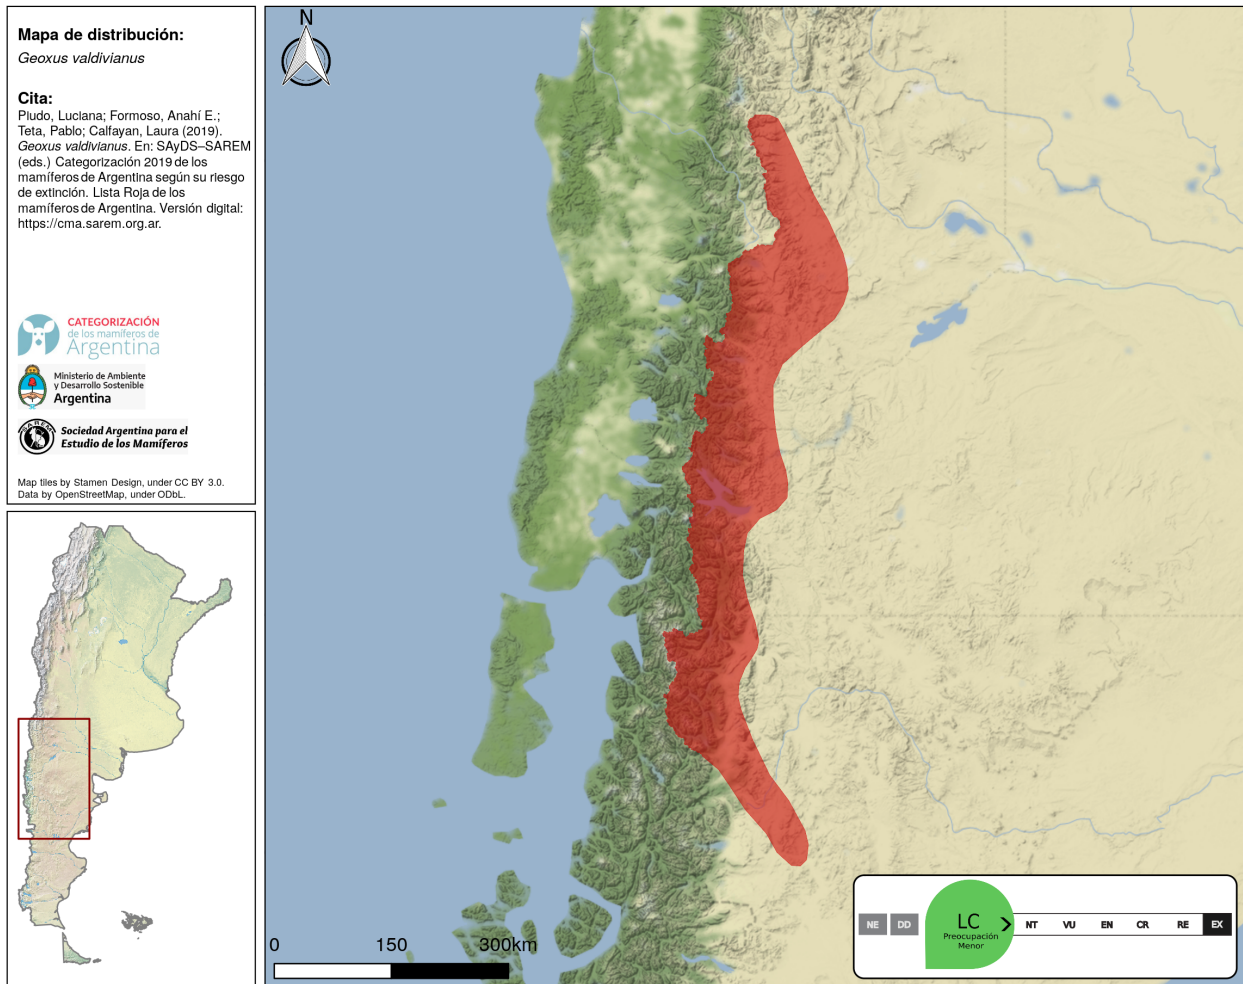 Mapa de distribución:
Geoxus valdivianus
Cita:
Pludo, Luciana; Formoso, Anahí E.;
Teta, Pablo; Calfayan, Laura (2019).
Geoxus valdivianus. En: SAyDS–SAREM
(eds.) Categorización 2019 de los
mamíferos de Argentina según su riesgo
de extinción. Lista Roja de los
mamíferos de Argentina. Versión digital:
https://cma.sarem.org.ar.
CATEGORIZACIÓN
de los mamíferos de
Argentina
Ministerio de Ambiente
y Desarrollo Sostenible
Argentina
SAREM
Sociedad Argentina para el
Estudio de los Mamíferos
Map tiles by Stamen Design, under CC BY 3.0.
Data by OpenStreetMap, under ODbL.
N
0 150 300km
NE DD LC NT VU EN CR RE EX
Preocupación
Menor